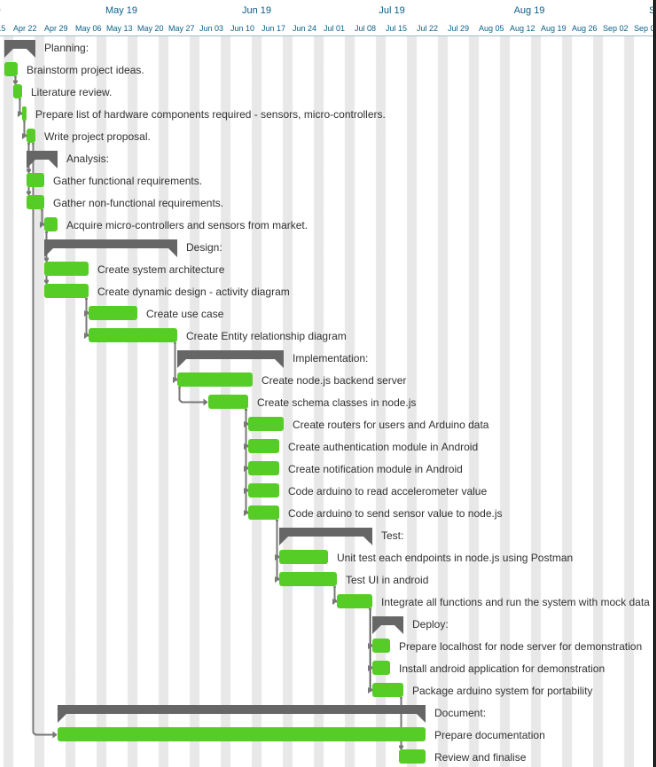 May 19 Jun 19 Jul 19 Aug 19 S
15 Apr 22 Apr 29 May 06 May 13 May 20 May 27 Jun 03 Jun 10 Jun 17 Jun 24 Jul 01 Jul 08 Jul 15 Jul 22 Jul 29 Aug 05 Aug 12 Aug 19 Aug 26 Sep 02 Sep 0
Planning:
Brainstorm project ideas.
Literature review.
Prepare list of hardware components required - sensors, micro-controllers.
Write project proposal.
Analysis:
Gather functional requirements.
Gather non-functional requirements.
Acquire micro-controllers and sensors from market.
Design:
Create system architecture
Create dynamic design - activity diagram
Create use case
Create Entity relationship diagram
Implementation:
Create node.js backend server
Create schema classes in node.js
Create routers for users and Arduino data
Create authentication module in Android
Create notification module in Android
Code arduino to read accelerometer value
Code arduino to send sensor value to node.js
Test:
Unit test each endpoints in node.js using Postman
Test UI in android
Integrate all functions and run the system with mock data
Deploy:
Prepare localhost for node server for demonstration
Install android application for demonstration
Package arduino system for portability
Document:
Prepare documentation
Review and finalise